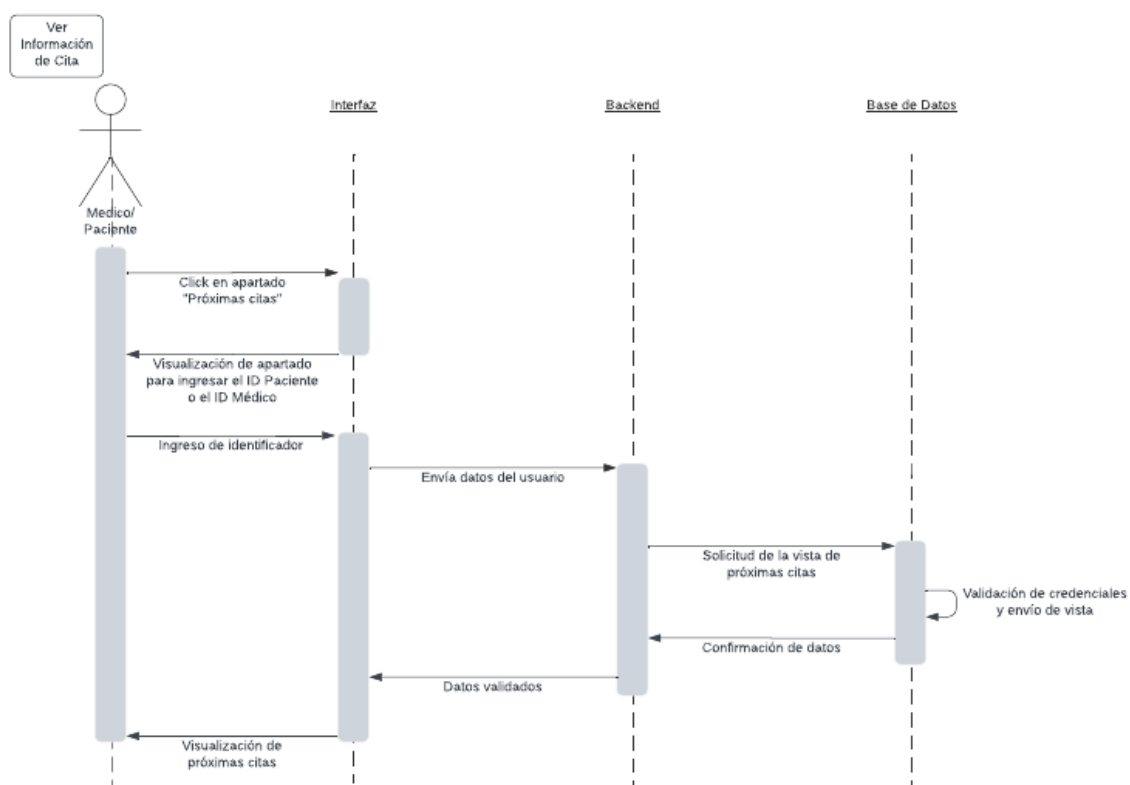 Ver
Información
de Cita
Interfaz
Backend
Base de Datos
Medico/
Paciente
Click en apartado
"Próximas citas"
Visualización de apartado
para ingresar el ID Paciente
o el ID Médico
Ingreso de identificador
Envía datos del usuario
Solicitud de la vista de
próximas citas
Validación de credenciales
y envío de vista
Confirmación de datos
Datos validados
Visualización de
próximas citas